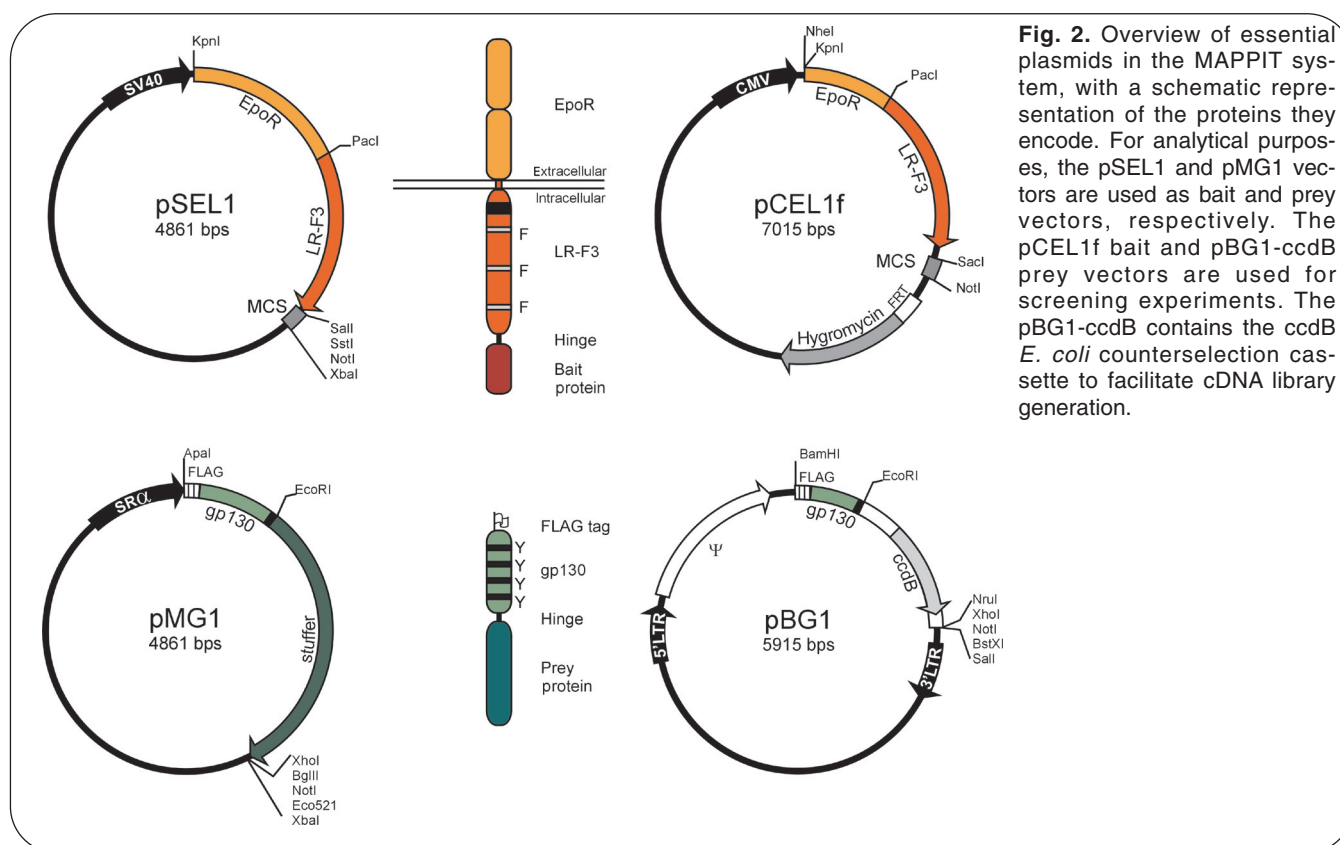 KpnI
SV40
EpoR
PacI
LR-F3
pSEL1
4861 bps
MCS
SalI
SstI
NotI
XbaI
EpoR
Extracellular
Intracellular
F
LR-F3
F
F
Hinge
Bait
protein
NheI
KpnI
CMV
EpoR
PacI
LR-F3
pCEL1f
7015 bps
MCS
SacI
NotI
FRT
Hygromycin
Fig. 2. Overview of essential
plasmids in the MAPPIT sys-
tem, with a schematic repre-
sentation of the proteins they
encode. For analytical purpos-
es, the pSEL1 and pMG1 vec-
tors are used as bait and prey
vectors, respectively. The
pCEL1f bait and pBG1-ccdB
prey vectors are used for
screening experiments. The
pBG1-ccdB contains the ccdB
E. coli counterselection cas-
sette to facilitate cDNA library
generation.
ApaI
FLAG
SRα
gp130
EcoRI
pMG1
4861 bps
stuffer
XhoI
BglII
NotI
Eco521
XbaI
FLAG tag
Y
gp130
Y
Y
Y
Hinge
Prey
protein
BamHI
FLAG
EcoRI
gp130
Ψ
ccdB
pBG1
5915 bps
5'LTR
NruI
XhoI
NotI
BstXI
SalI
3'LTR